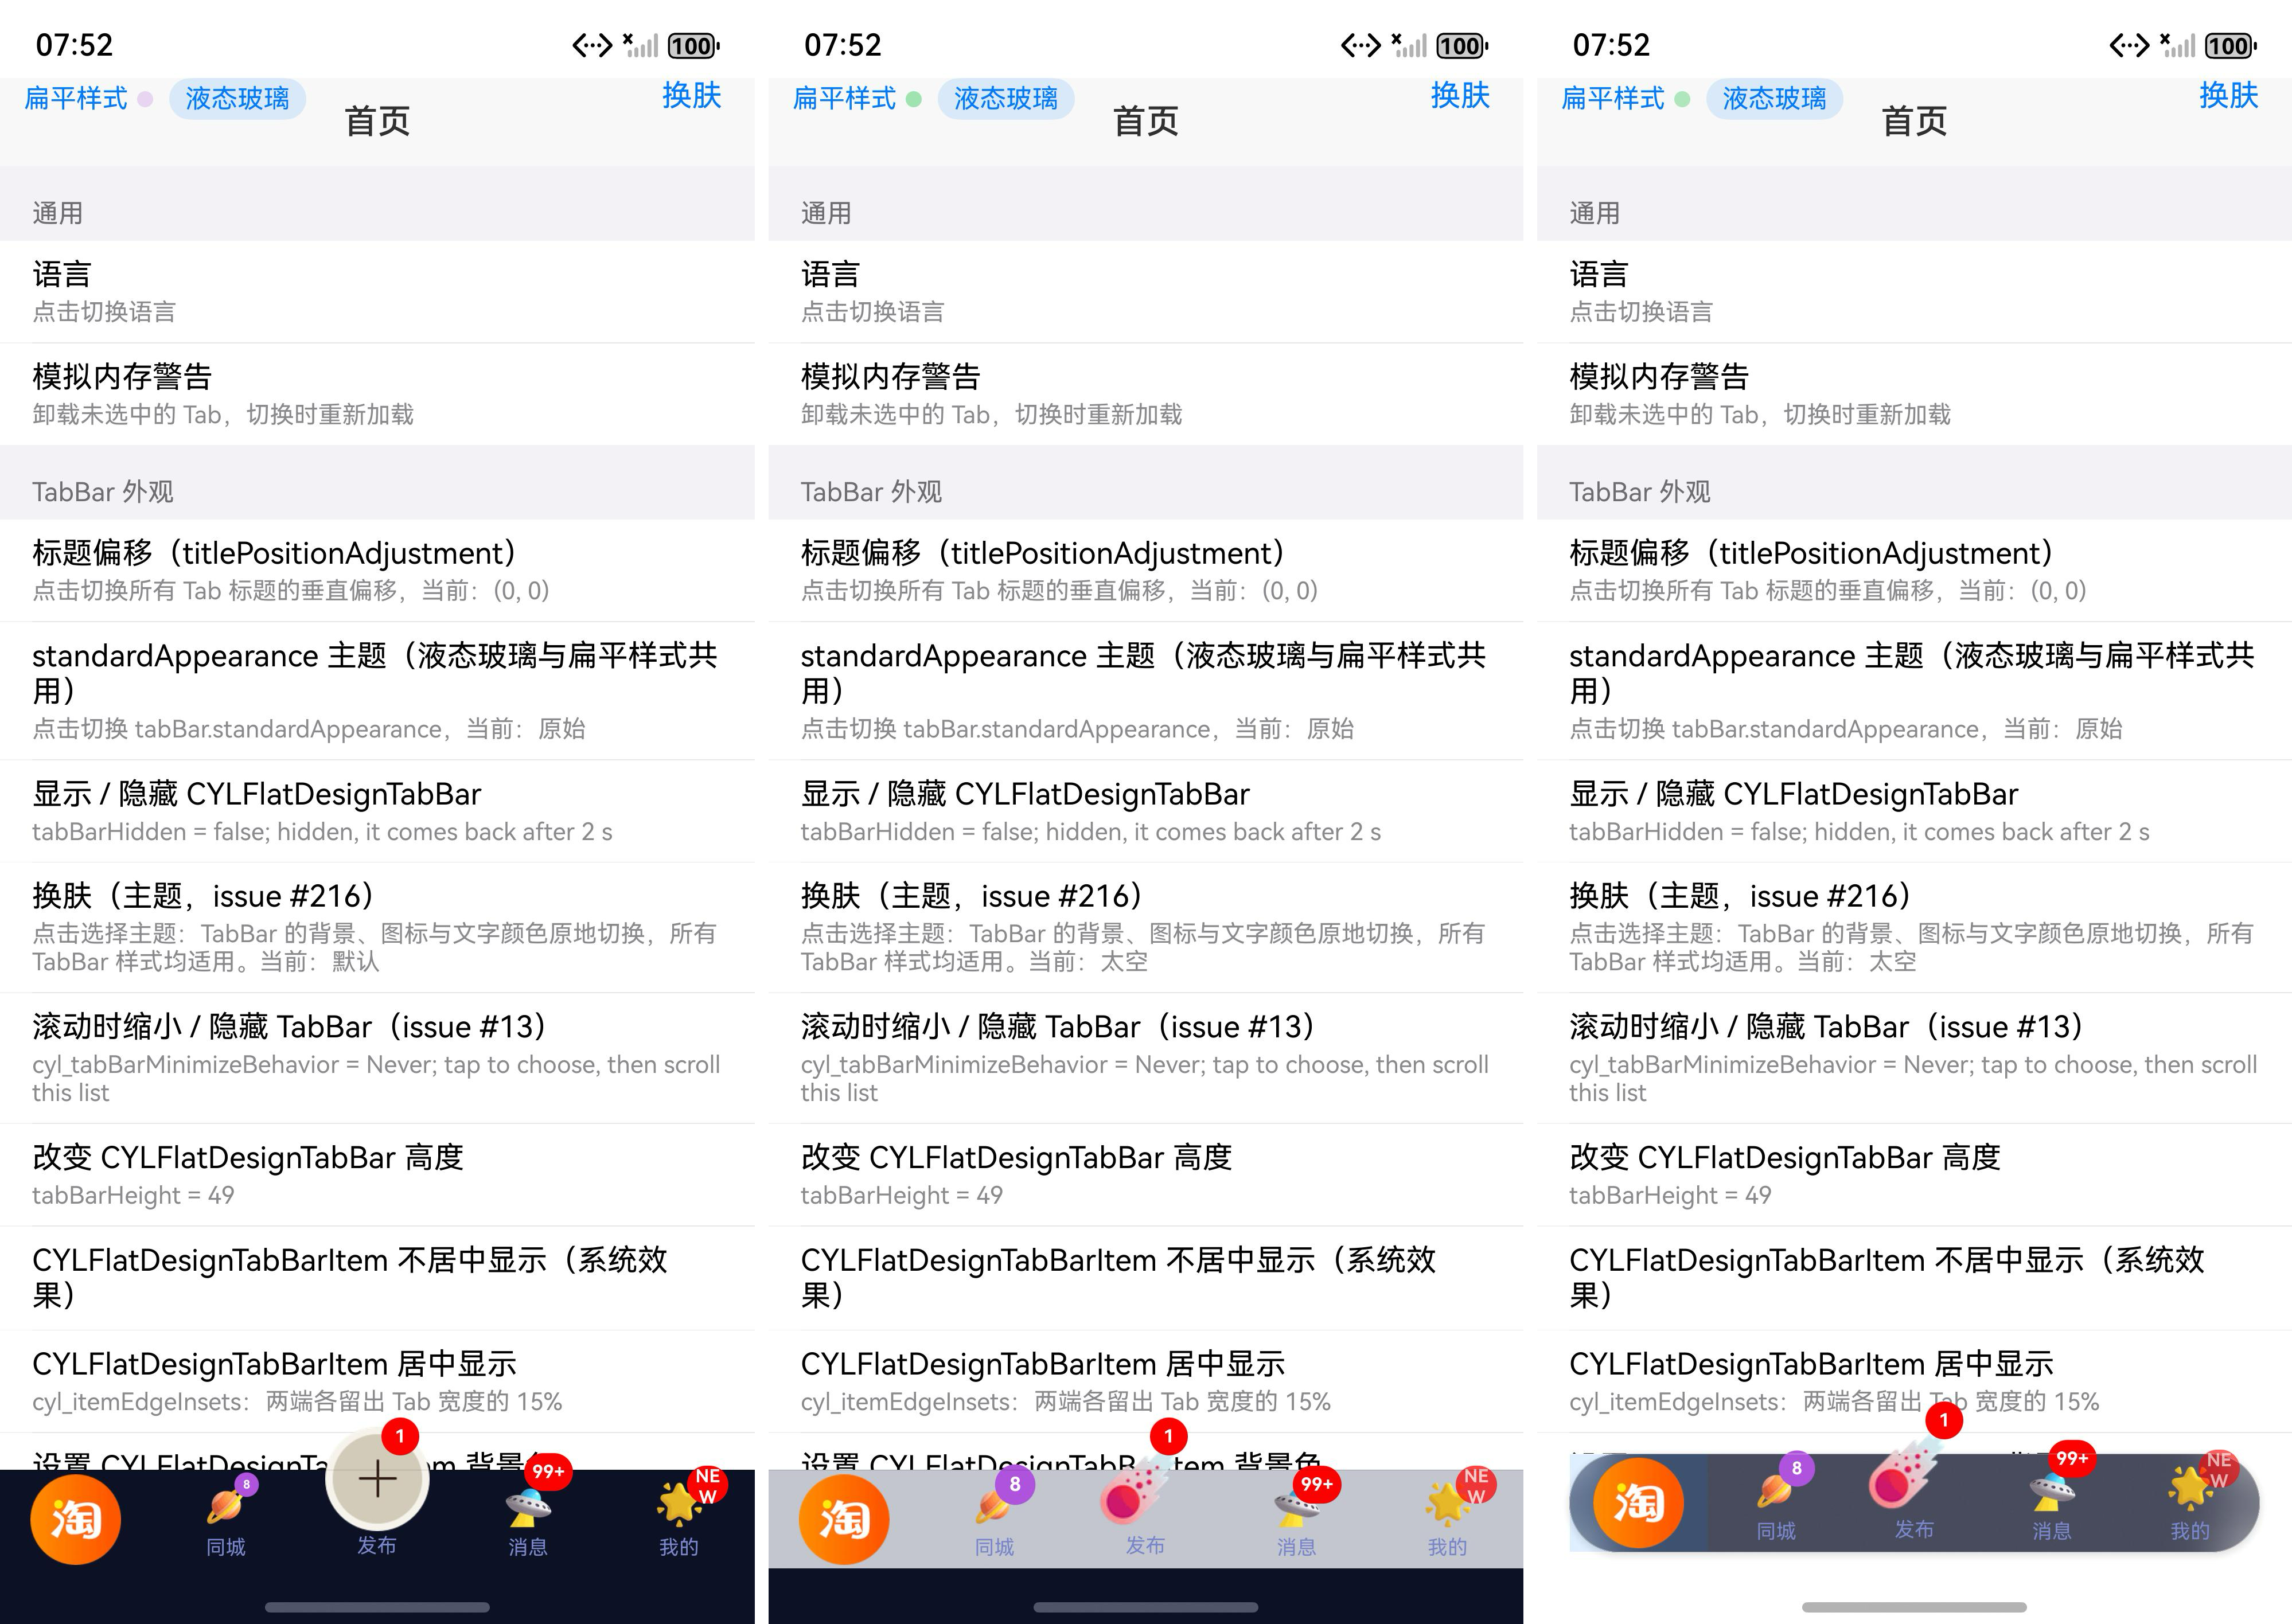 07:52
100
扁平样式
液态玻璃
首页
换肤
通用
语言
点击切换语言
模拟内存警告
卸载未选中的 Tab，切换时重新加载
TabBar 外观
标题偏移（titlePositionAdjustment）
点击切换所有 Tab 标题的垂直偏移，当前：(0, 0)
standardAppearance 主题（液态玻璃与扁平样式共
用）
点击切换 tabBar.standardAppearance，当前：原始
显示 / 隐藏 CYLFlatDesignTabBar
tabBarHidden = false; hidden, it comes back after 2 s
换肤（主题，issue #216）
点击选择主题：TabBar 的背景、图标与文字颜色原地切换，所有
TabBar 样式均适用。当前：默认
滚动时缩小 / 隐藏 TabBar（issue #13）
cyl_tabBarMinimizeBehavior = Never; tap to choose, then scroll
this list
改变 CYLFlatDesignTabBar 高度
tabBarHeight = 49
CYLFlatDesignTabBarItem 不居中显示（系统效
果）
CYLFlatDesignTabBarItem 居中显示
cyl_itemEdgeInsets：两端各留出 Tab 宽度的 15%
淘
8
同城
1
发布
99+
消息
NE
W
我的
07:52
100
扁平样式
液态玻璃
首页
换肤
通用
语言
点击切换语言
模拟内存警告
卸载未选中的 Tab，切换时重新加载
TabBar 外观
标题偏移（titlePositionAdjustment）
点击切换所有 Tab 标题的垂直偏移，当前：(0, 0)
standardAppearance 主题（液态玻璃与扁平样式共
用）
点击切换 tabBar.standardAppearance，当前：原始
显示 / 隐藏 CYLFlatDesignTabBar
tabBarHidden = false; hidden, it comes back after 2 s
换肤（主题，issue #216）
点击选择主题：TabBar 的背景、图标与文字颜色原地切换，所有
TabBar 样式均适用。当前：太空
滚动时缩小 / 隐藏 TabBar（issue #13）
cyl_tabBarMinimizeBehavior = Never; tap to choose, then scroll
this list
改变 CYLFlatDesignTabBar 高度
tabBarHeight = 49
CYLFlatDesignTabBarItem 不居中显示（系统效
果）
CYLFlatDesignTabBarItem 居中显示
cyl_itemEdgeInsets：两端各留出 Tab 宽度的 15%
淘
8
同城
1
发布
99+
消息
NE
W
我的
07:52
100
扁平样式
液态玻璃
首页
换肤
通用
语言
点击切换语言
模拟内存警告
卸载未选中的 Tab，切换时重新加载
TabBar 外观
标题偏移（titlePositionAdjustment）
点击切换所有 Tab 标题的垂直偏移，当前：(0, 0)
standardAppearance 主题（液态玻璃与扁平样式共
用）
点击切换 tabBar.standardAppearance，当前：原始
显示 / 隐藏 CYLFlatDesignTabBar
tabBarHidden = false; hidden, it comes back after 2 s
换肤（主题，issue #216）
点击选择主题：TabBar 的背景、图标与文字颜色原地切换，所有
TabBar 样式均适用。当前：太空
滚动时缩小 / 隐藏 TabBar（issue #13）
cyl_tabBarMinimizeBehavior = Never; tap to choose, then scroll
this list
改变 CYLFlatDesignTabBar 高度
tabBarHeight = 49
CYLFlatDesignTabBarItem 不居中显示（系统效
果）
CYLFlatDesignTabBarItem 居中显示
cyl_itemEdgeInsets：两端各留出 Tab 宽度的 15%
淘
8
同城
1
发布
99+
消息
NE
W
我的